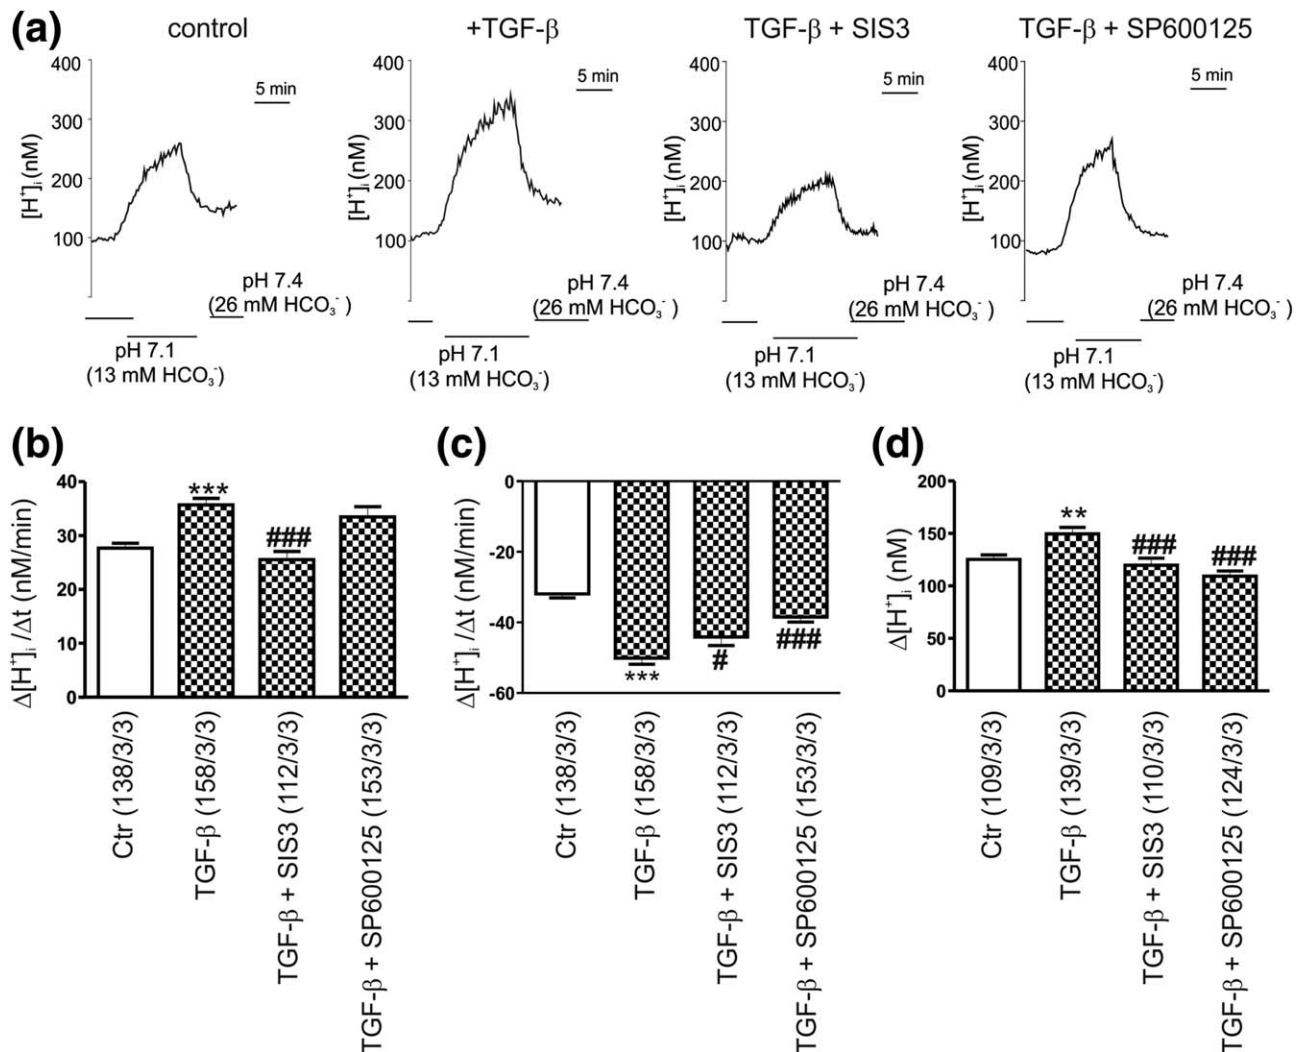 (a)
control
+TGF-β
TGF-β + SIS3
TGF-β + SP600125
400
300
200
100
[H⁺]ᵢ (nM)
5 min
pH 7.4
(26 mM HCO₃⁻)
pH 7.1
(13 mM HCO₃⁻)
400
300
200
100
[H⁺]ᵢ (nM)
5 min
pH 7.4
(26 mM HCO₃⁻)
pH 7.1
(13 mM HCO₃⁻)
400
300
200
100
[H⁺]ᵢ (nM)
5 min
pH 7.4
(26 mM HCO₃⁻)
pH 7.1
(13 mM HCO₃⁻)
400
300
200
100
[H⁺]ᵢ (nM)
5 min
pH 7.4
(26 mM HCO₃⁻)
pH 7.1
(13 mM HCO₃⁻)
(b)
Δ[H⁺]ᵢ /Δt (nM/min)
40
30
20
10
0
***
###
Ctr (138/3/3)
TGF-β (158/3/3)
TGF-β + SIS3 (112/3/3)
TGF-β + SP600125 (153/3/3)
(c)
Δ[H⁺]ᵢ /Δt (nM/min)
0
-20
-40
-60
***
#
###
Ctr (138/3/3)
TGF-β (158/3/3)
TGF-β + SIS3 (112/3/3)
TGF-β + SP600125 (153/3/3)
(d)
Δ[H⁺]ᵢ (nM)
200
150
100
50
0
**
###
###
Ctr (109/3/3)
TGF-β (139/3/3)
TGF-β + SIS3 (110/3/3)
TGF-β + SP600125 (124/3/3)